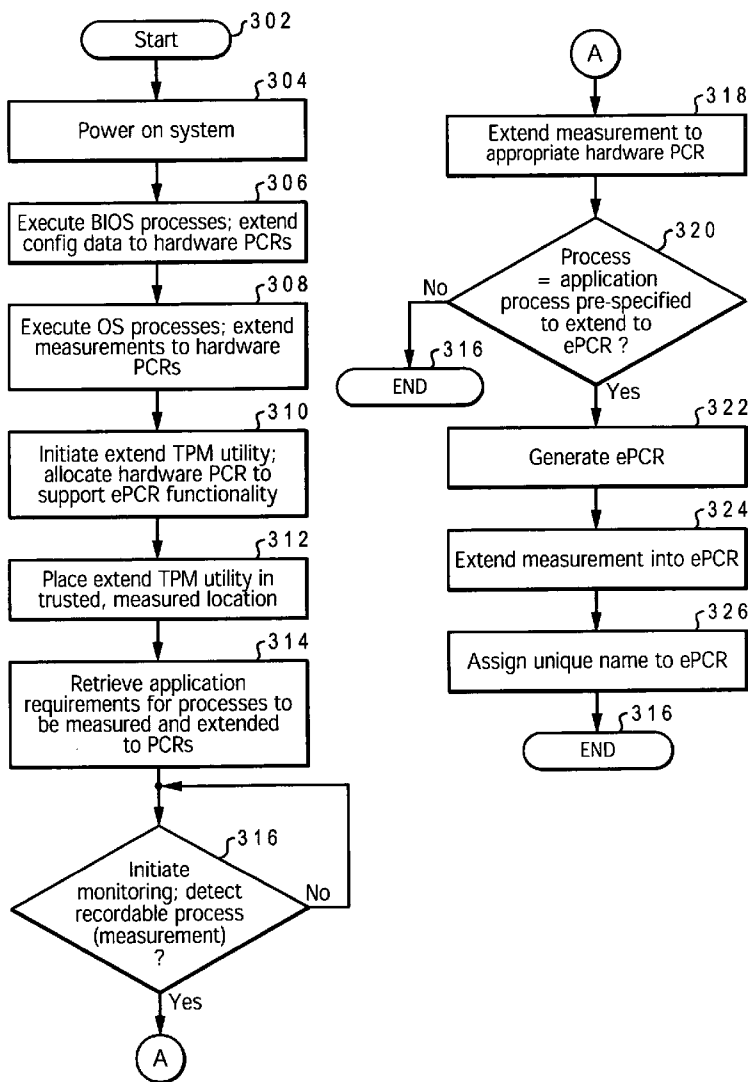 302
Start
304
Power on system
306
Execute BIOS processes; extend
config data to hardware PCRs
308
Execute OS processes; extend
measurements to hardware
PCRs
310
Initiate extend TPM utility;
allocate hardware PCR to
support ePCR functionality
312
Place extend TPM utility in
trusted, measured location
314
Retrieve application
requirements for processes to
be measured and extended
to PCRs
316
Initiate
monitoring; detect
recordable process
(measurement)
?
No
Yes
A
A
318
Extend measurement to
appropriate hardware PCR
320
Process
= application
process pre-specified
to extend to
ePCR ?
No
316
END
Yes
322
Generate ePCR
324
Extend measurement into ePCR
326
Assign unique name to ePCR
316
END